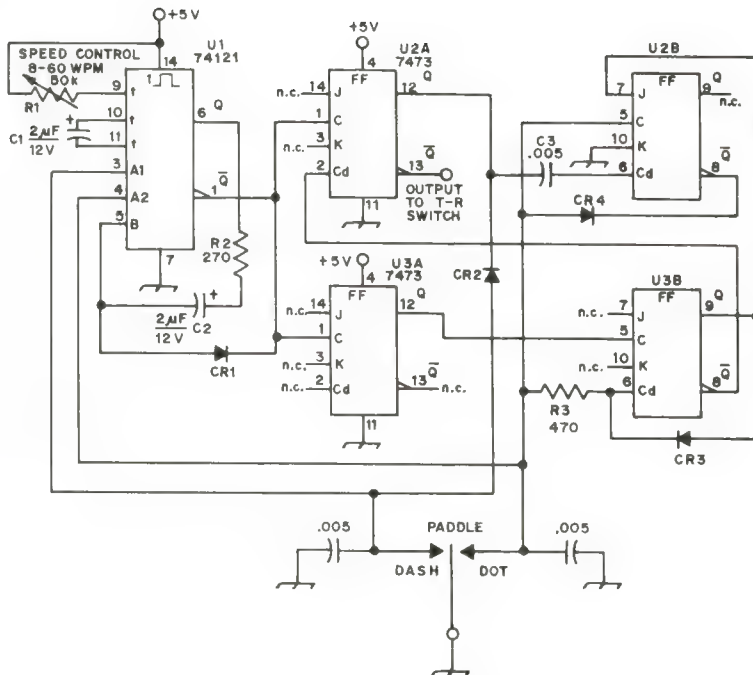 +5V
SPEED CONTROL
8-60 WPM
50k
R1
U1
74121
14
1
9 t
10 t
11 t
3 A1
4 A2
5 B
6 Q
Q̅
1
7
C1 2µF
12V
+
R2
270
+
2µF C2
12V
CR1
+5V
4
U2A
7473
FF
n.c. 14 J
1 C
n.c. 3 K
2 Cd
12 Q
Q̅
13
11
OUTPUT
TO T-R
SWITCH
+5V
4
U3A
7473
FF
n.c. 14 J
1 C
n.c. 3 K
n.c. 2 Cd
12 Q
Q̅
13 n.c.
11
CR2
C3
.005
U2B
FF
7 J
5 C
10 K
6 Cd
Q
9
n.c.
Q̅
8
CR4
U3B
FF
n.c. 7 J
5 C
n.c. 10 K
6 Cd
9 Q
Q̅
8
R3
470
CR3
.005
PADDLE
DASH
DOT
.005